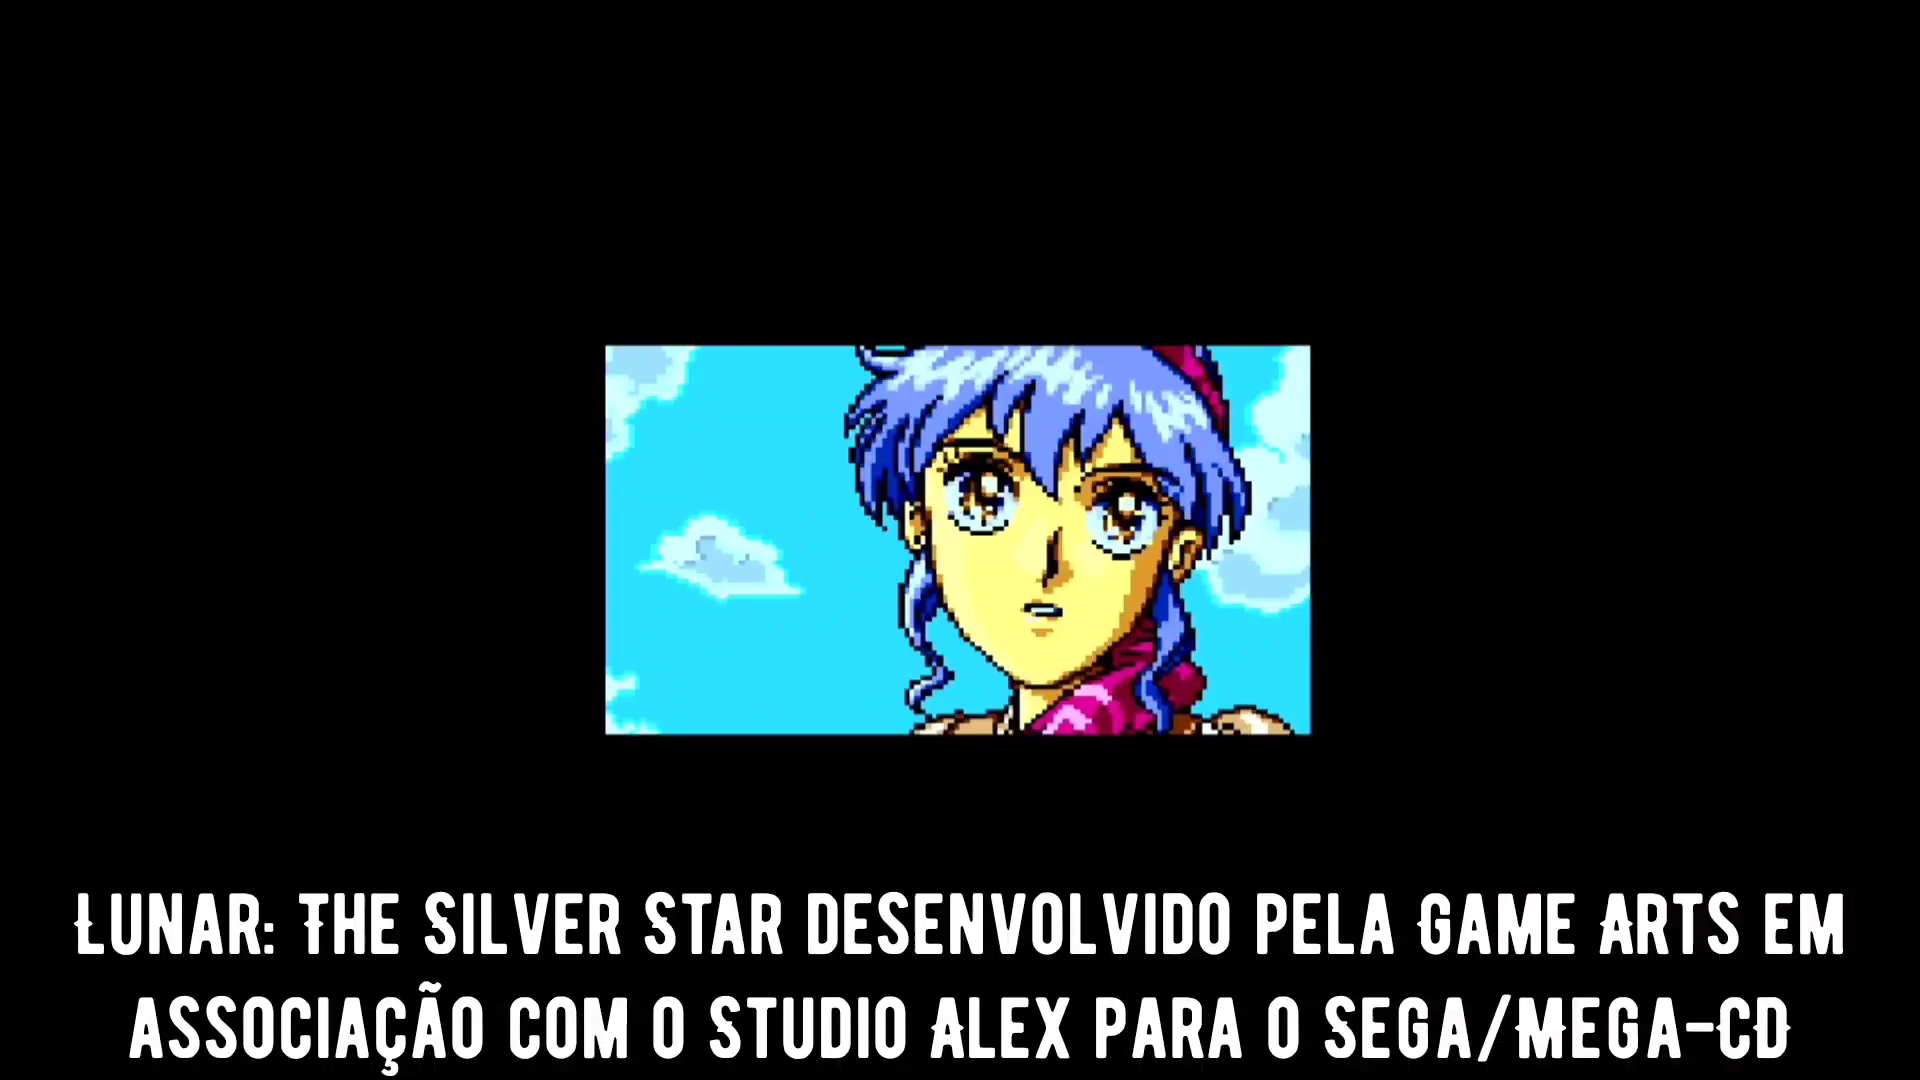 LUNAR: THE SILVER STAR DESENVOLVIDO PELA GAME ARTS EM
ASSOCIAÇÃO COM O STUDIO ALEX PARA O SEGA/MEGA-CD